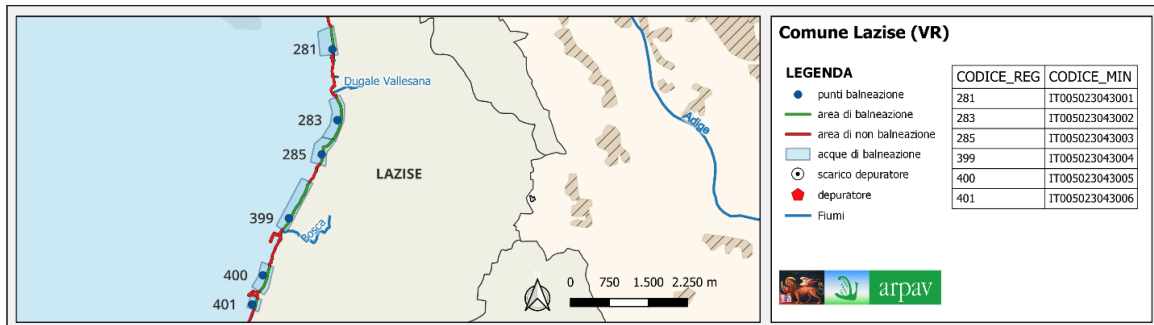 281
Dugale Vallesana
283
285
LAZISE
399
Bosca
400
401
Adige
N
0 750 1.500 2.250 m
Comune Lazise (VR)
LEGENDA
punti balneazione
area di balneazione
area di non balneazione
acque di balneazione
scarico depuratore
depuratore
Fiumi
CODICE_REG CODICE_MIN
281 IT005023043001
283 IT005023043002
285 IT005023043003
399 IT005023043004
400 IT005023043005
401 IT005023043006
arpav